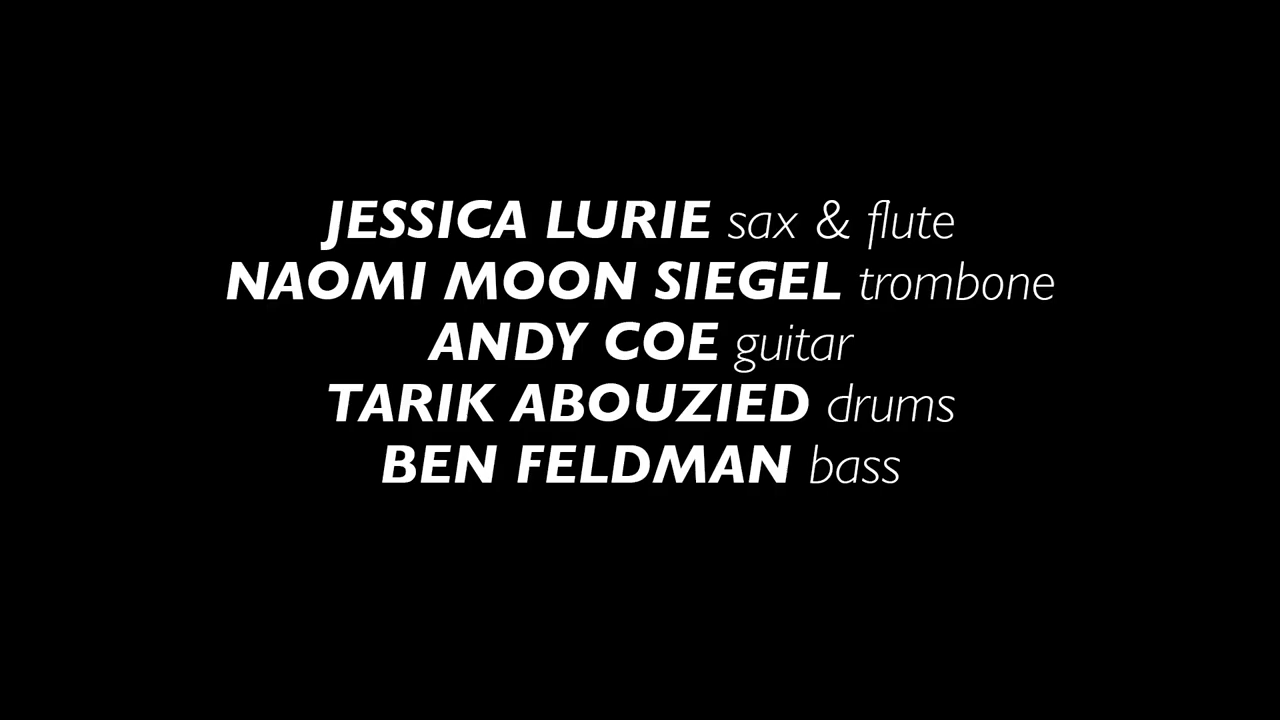 JESSICA LURIE sax & flute
NAOMI MOON SIEGEL trombone
ANDY COE guitar
TARIK ABOUZIED drums
BEN FELDMAN bass